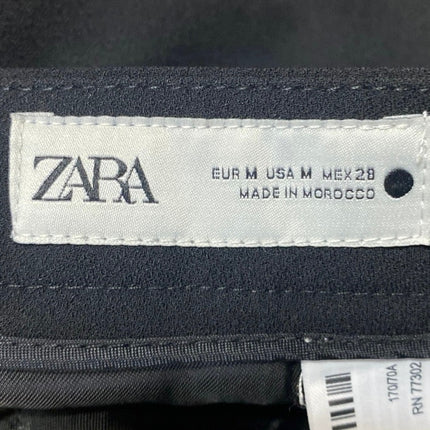 ZARA
EUR M USA M MEX 28
MADE IN MOROCCO
170/70A
RN 77302